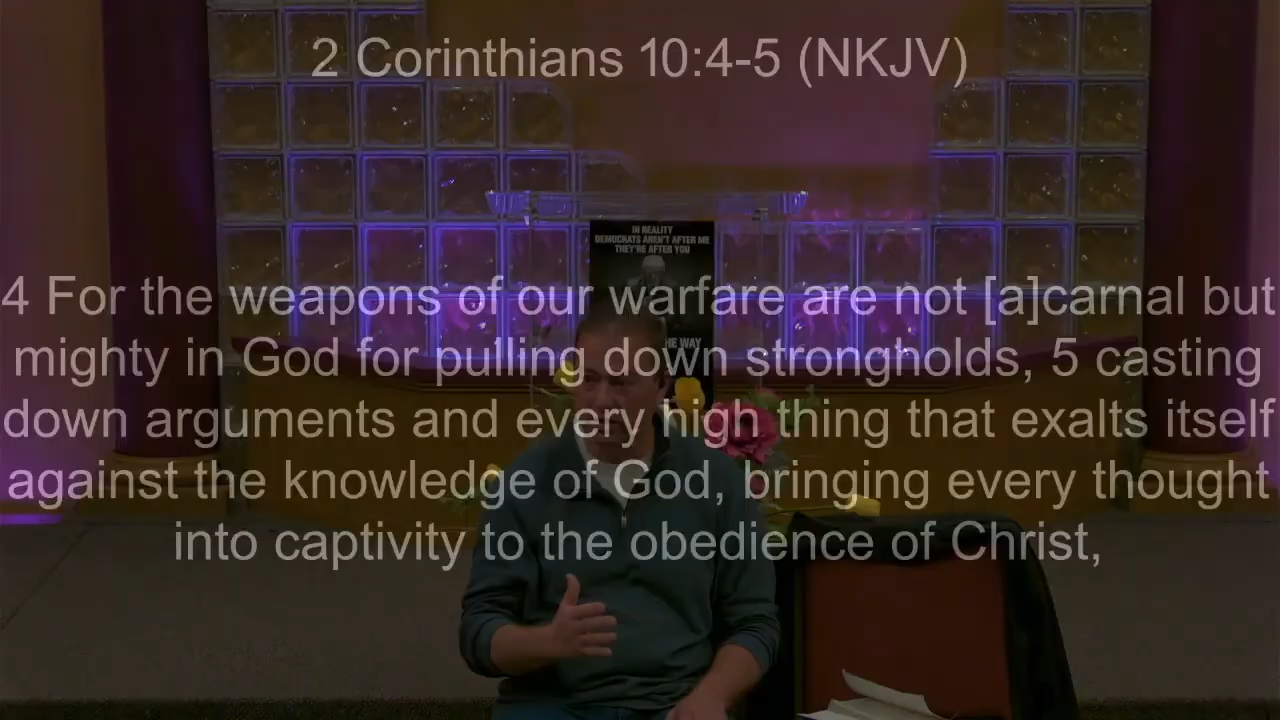 2 Corinthians 10:4-5 (NKJV)
IN REALITY
DEMOCRATS AREN'T AFTER ME
THEY'RE AFTER YOU
HE WAY
4 For the weapons of our warfare are not [a]carnal but
mighty in God for pulling down strongholds, 5 casting
down arguments and every high thing that exalts itself
against the knowledge of God, bringing every thought
into captivity to the obedience of Christ,